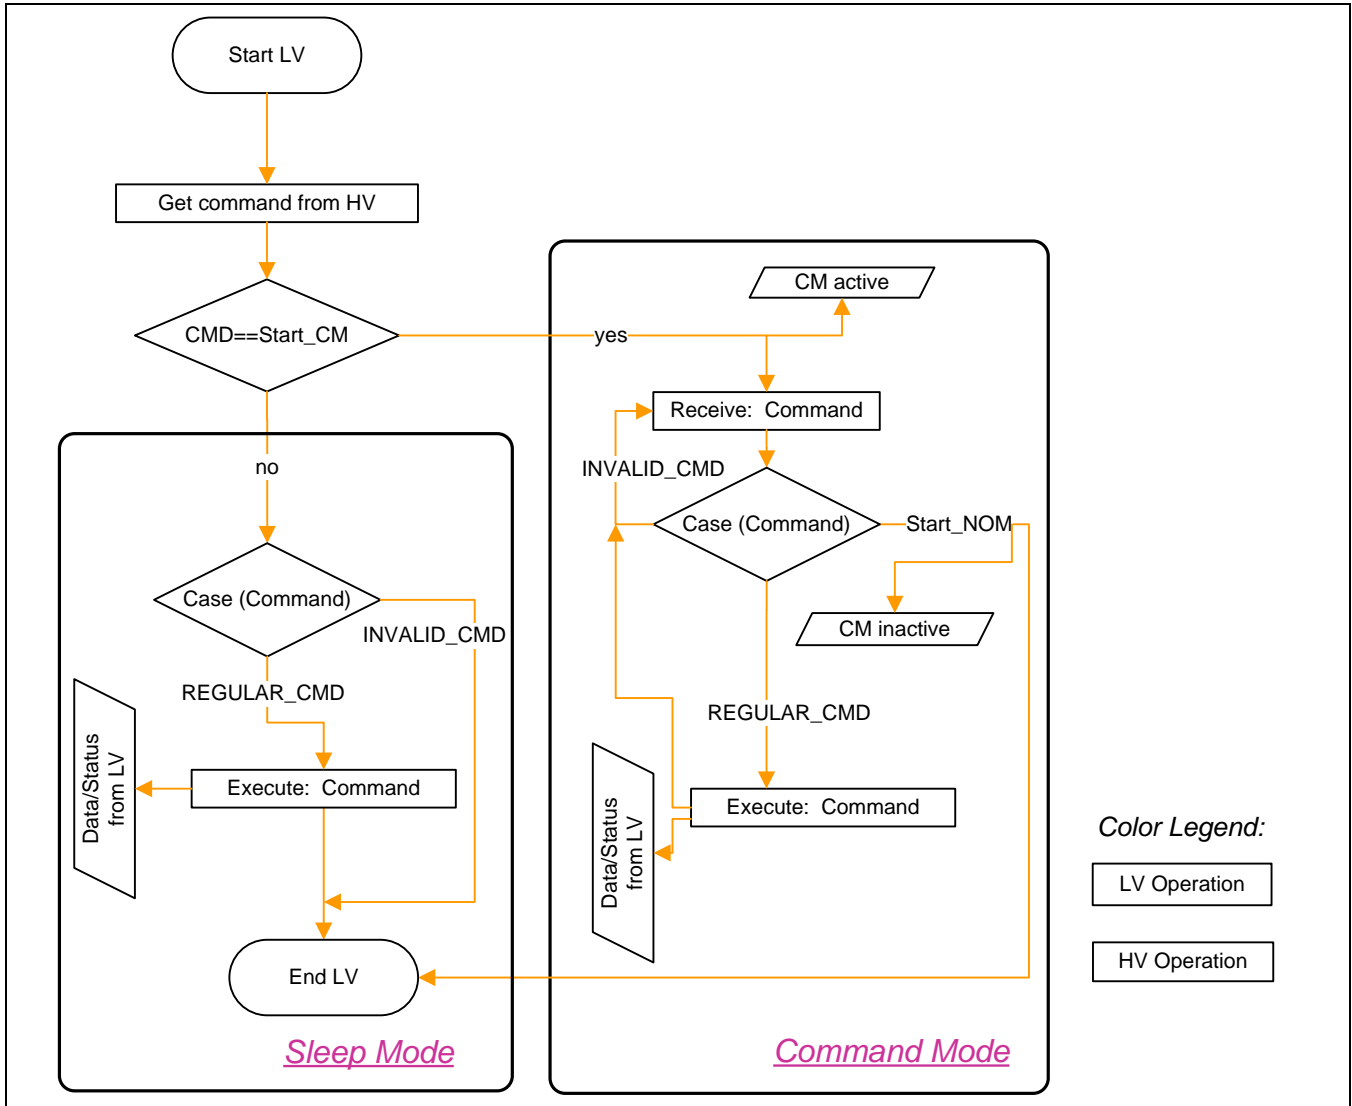 Start LV
Get command from HV
CMD==Start_CM
yes
no
CM active
Receive:  Command
INVALID_CMD
Case (Command)
Start_NOM
CM inactive
REGULAR_CMD
Execute:  Command
Data/Status
from LV
Command Mode
Case (Command)
INVALID_CMD
REGULAR_CMD
Execute:  Command
Data/Status
from LV
End LV
Sleep Mode
Color Legend:
LV Operation
HV Operation